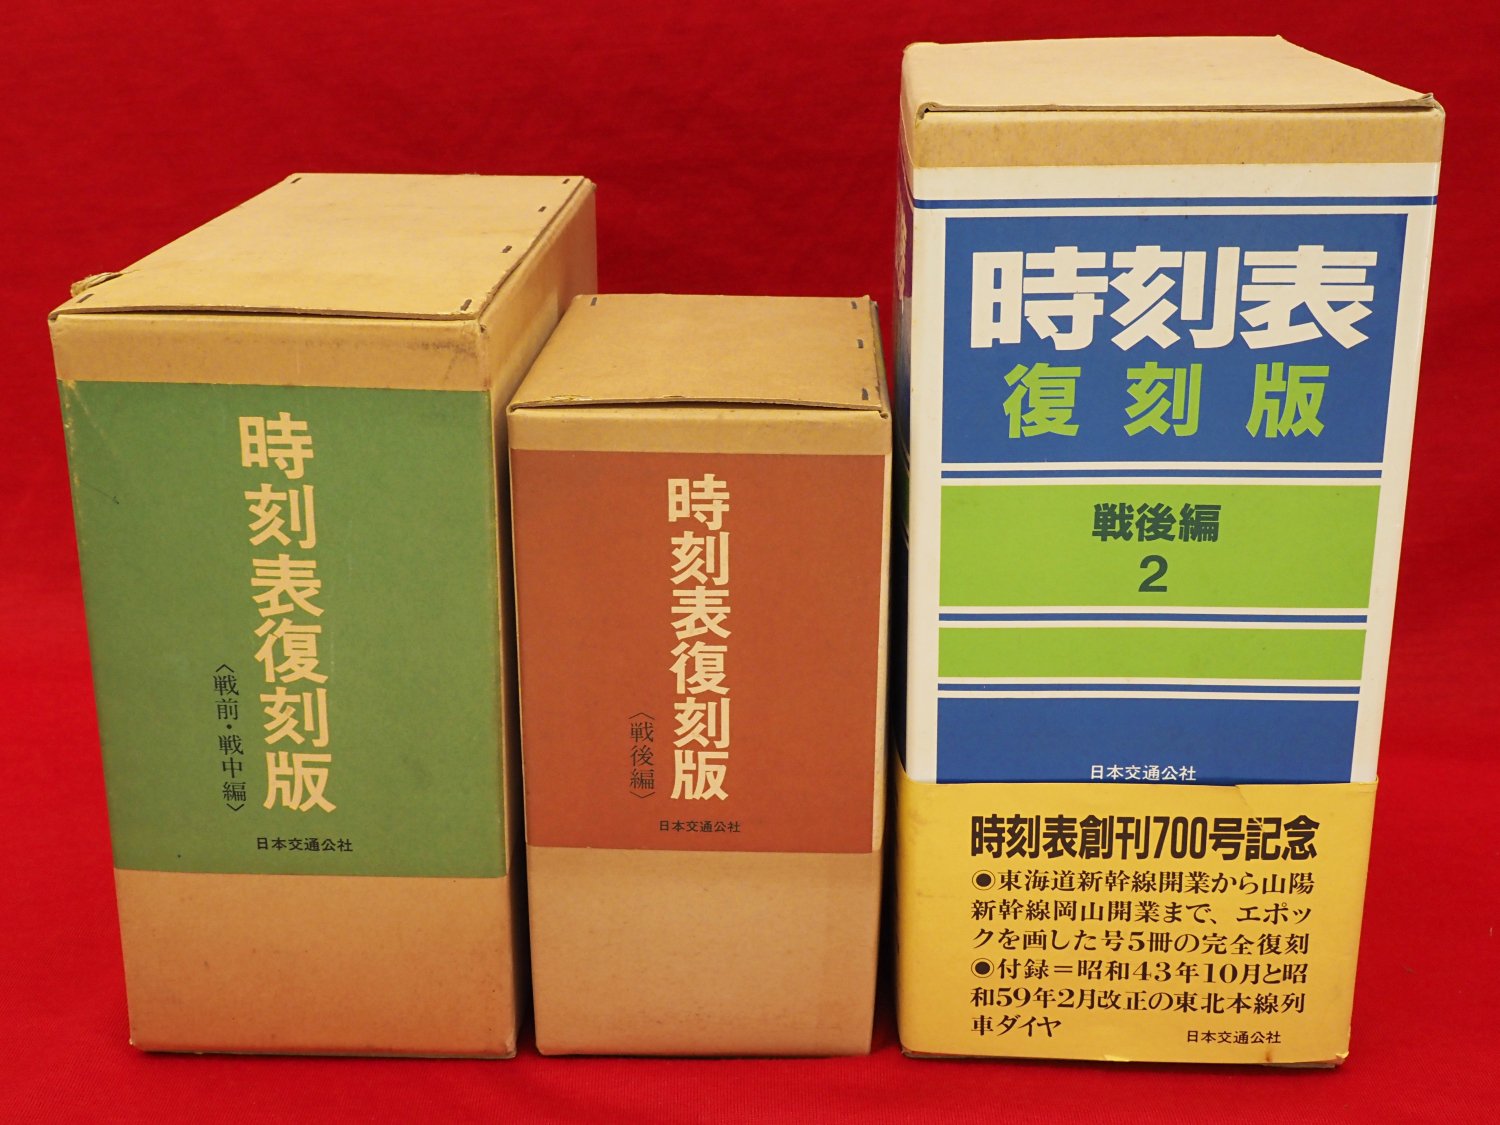 時刻表復刻版
〈戦前・戦中編〉
日本交通公社
時刻表復刻版
〈戦後編〉
日本交通公社
時刻表
復刻版
戦後編
2
日本交通公社
時刻表創刊700号記念
◉東海道新幹線開業から山陽
新幹線岡山開業まで、エポッ
クを画した号5冊の完全復刻
◉付録＝昭和43年10月と昭
和59年2月改正の東北本線列
車ダイヤ
日本交通公社